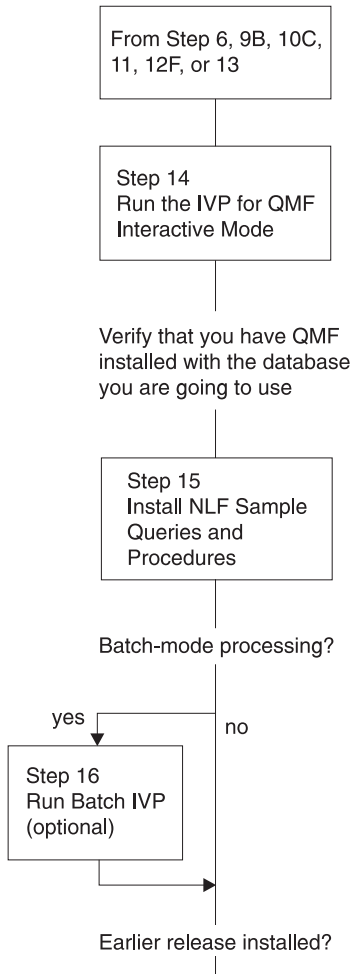 From Step 6, 9B, 10C,
11, 12F, or 13
Step 14
Run the IVP for QMF
Interactive Mode
Verify that you have QMF
installed with the database
you are going to use
Step 15
Install NLF Sample
Queries and
Procedures
Batch-mode processing?
yes
no
Step 16
Run Batch IVP
(optional)
Earlier release installed?